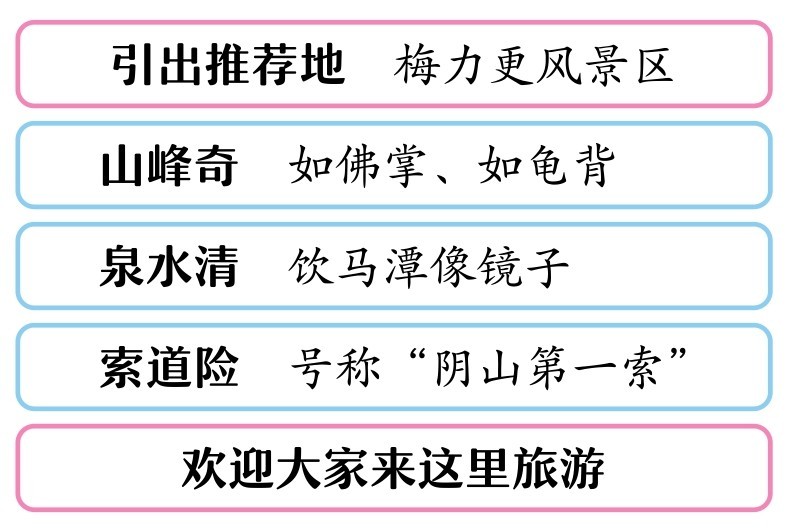 引出推荐地 梅力更风景区
山峰奇 如佛掌、如龟背
泉水清 饮马潭像镜子
索道险 号称“阴山第一索”
欢迎大家来这里旅游